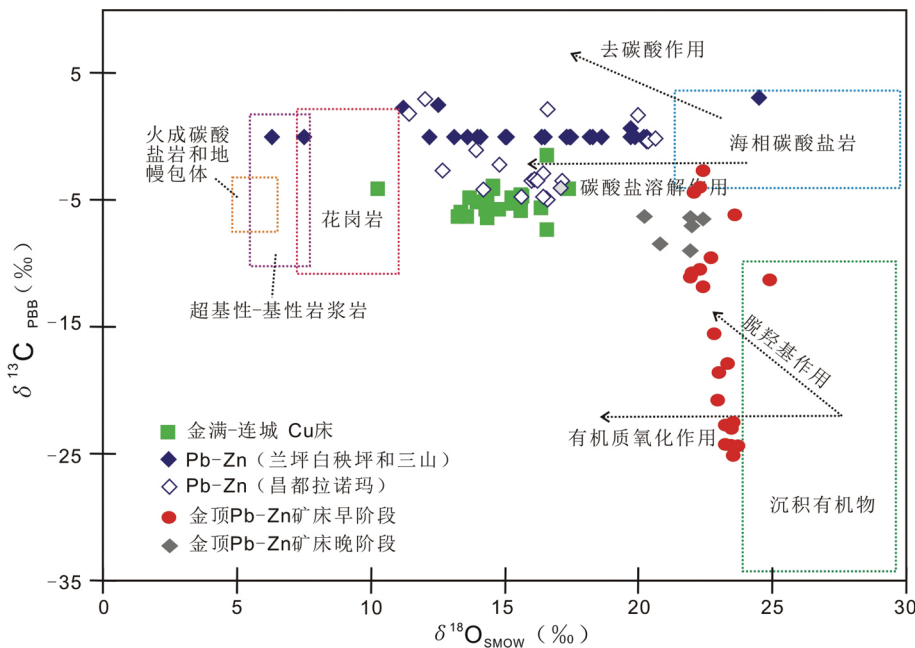 5
-5
-15
-25
-35
0
5
10
15
20
25
30
δ13C PBB（‰）
δ18OSMOW（‰）
去碳酸作用
火成碳酸
盐岩和地
幔包体
花岗岩
海相碳酸盐岩
碳酸盐溶解作用
超基性-基性岩浆岩
脱羟基作用
有机质氧化作用
沉积有机物
金满-连城 Cu床
Pb-Zn（兰坪白秧坪和三山）
Pb-Zn（昌都拉诺玛）
金顶Pb-Zn矿床早阶段
金顶Pb-Zn矿床晚阶段